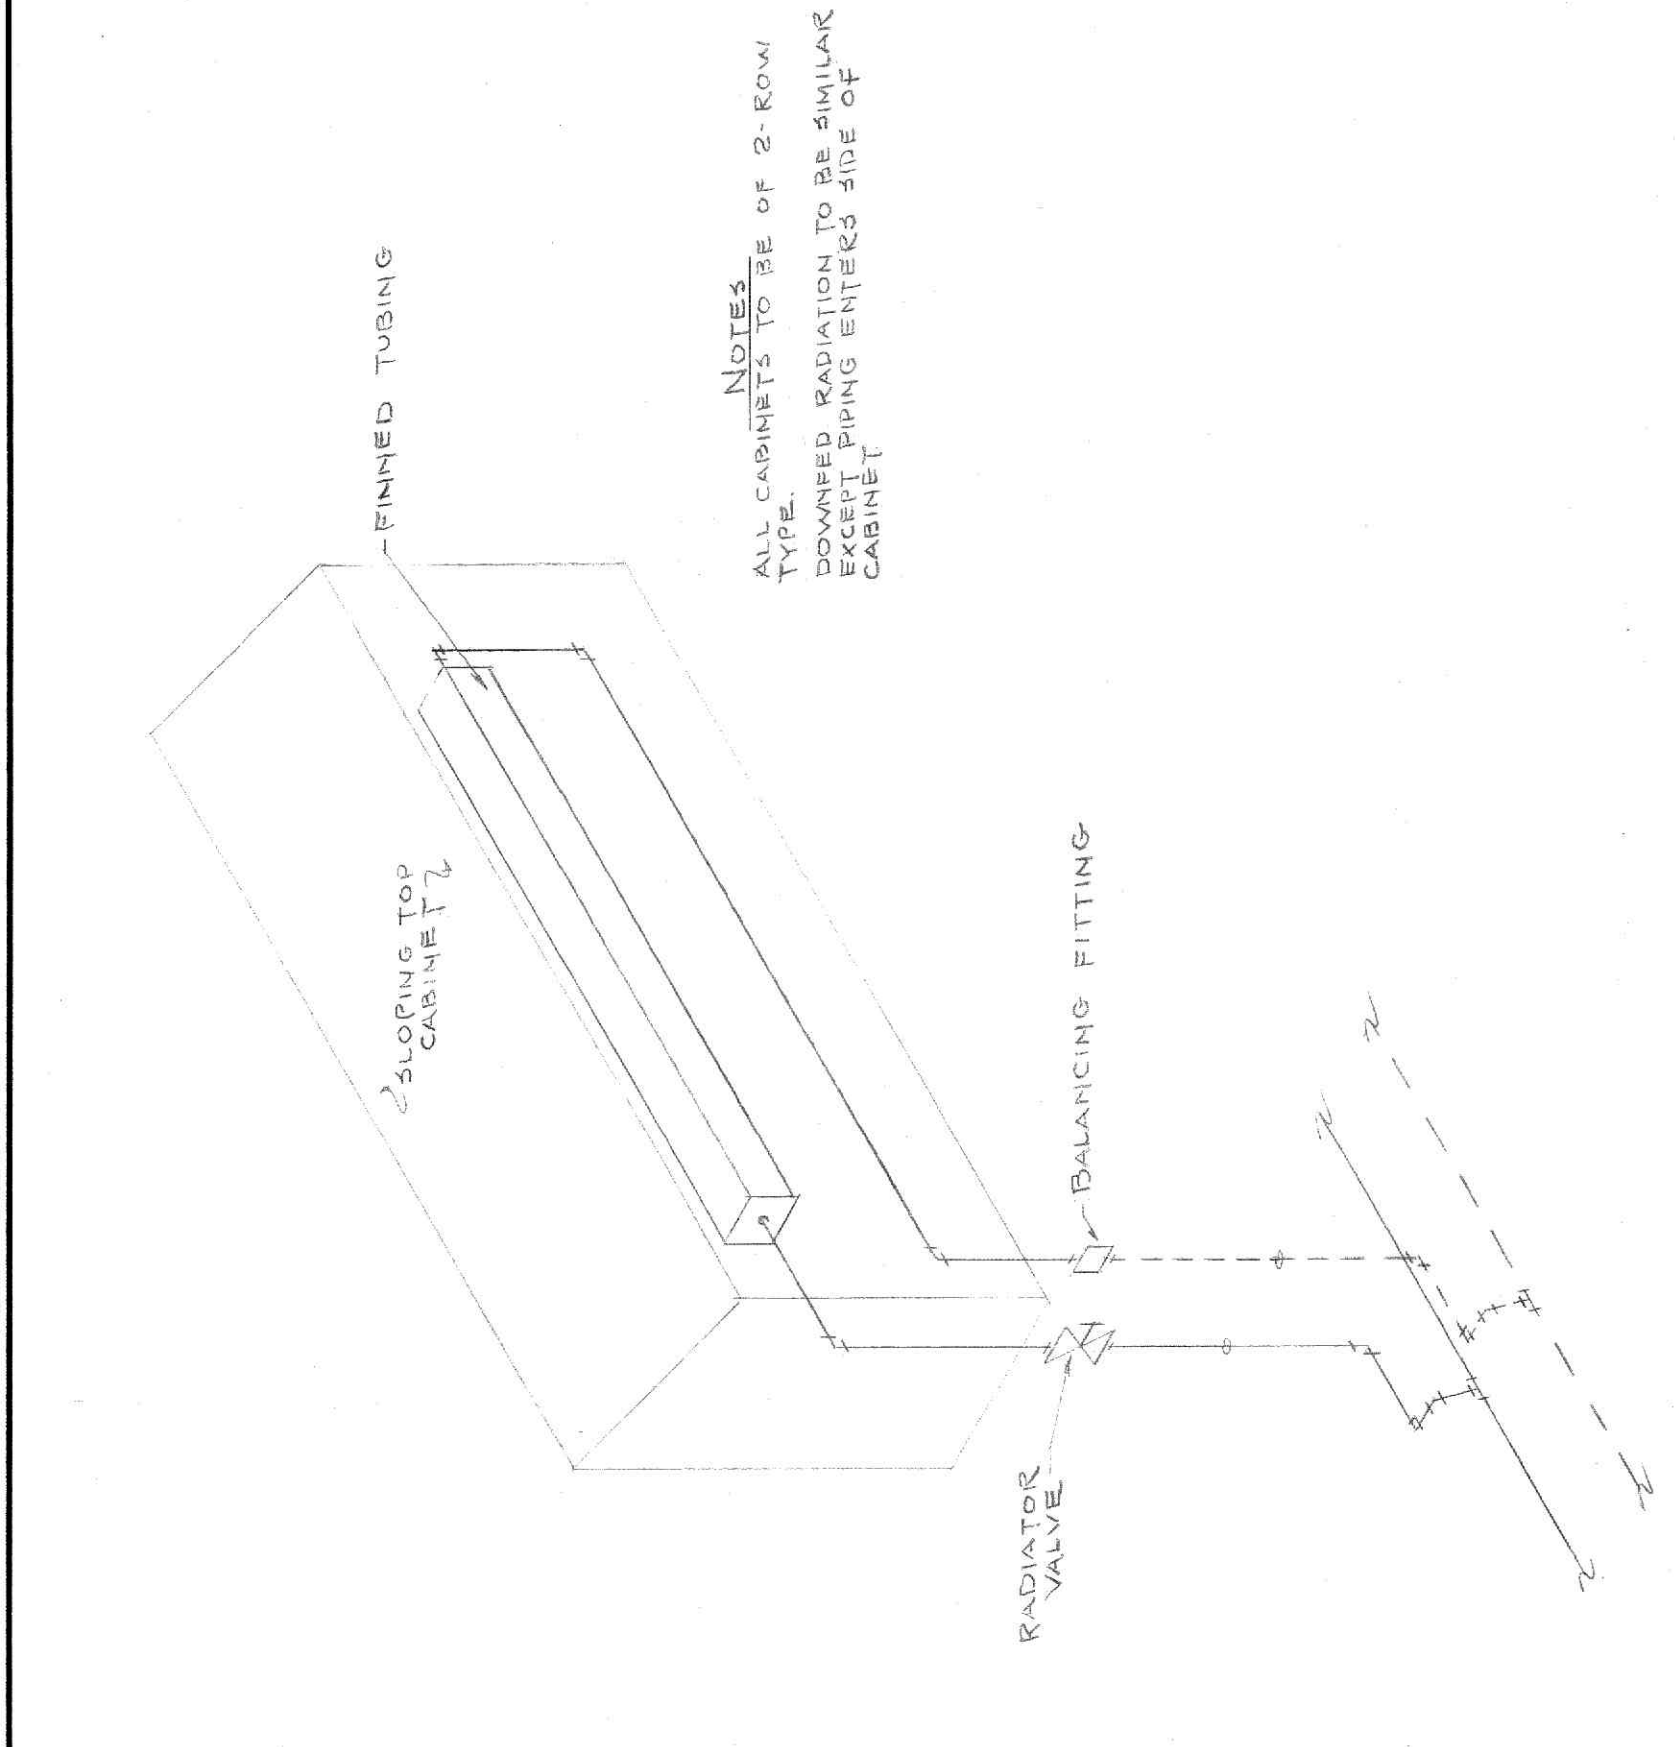 FINNED TUBING
SLOPING TOP
CABINET
NOTES
ALL CABINETS TO BE OF 2-ROW
TYPE.
DOWNFED RADIATION TO BE SIMILAR
EXCEPT PIPING ENTERS SIDE OF
CABINET
BALANCING FITTING
RADIATOR
VALVE